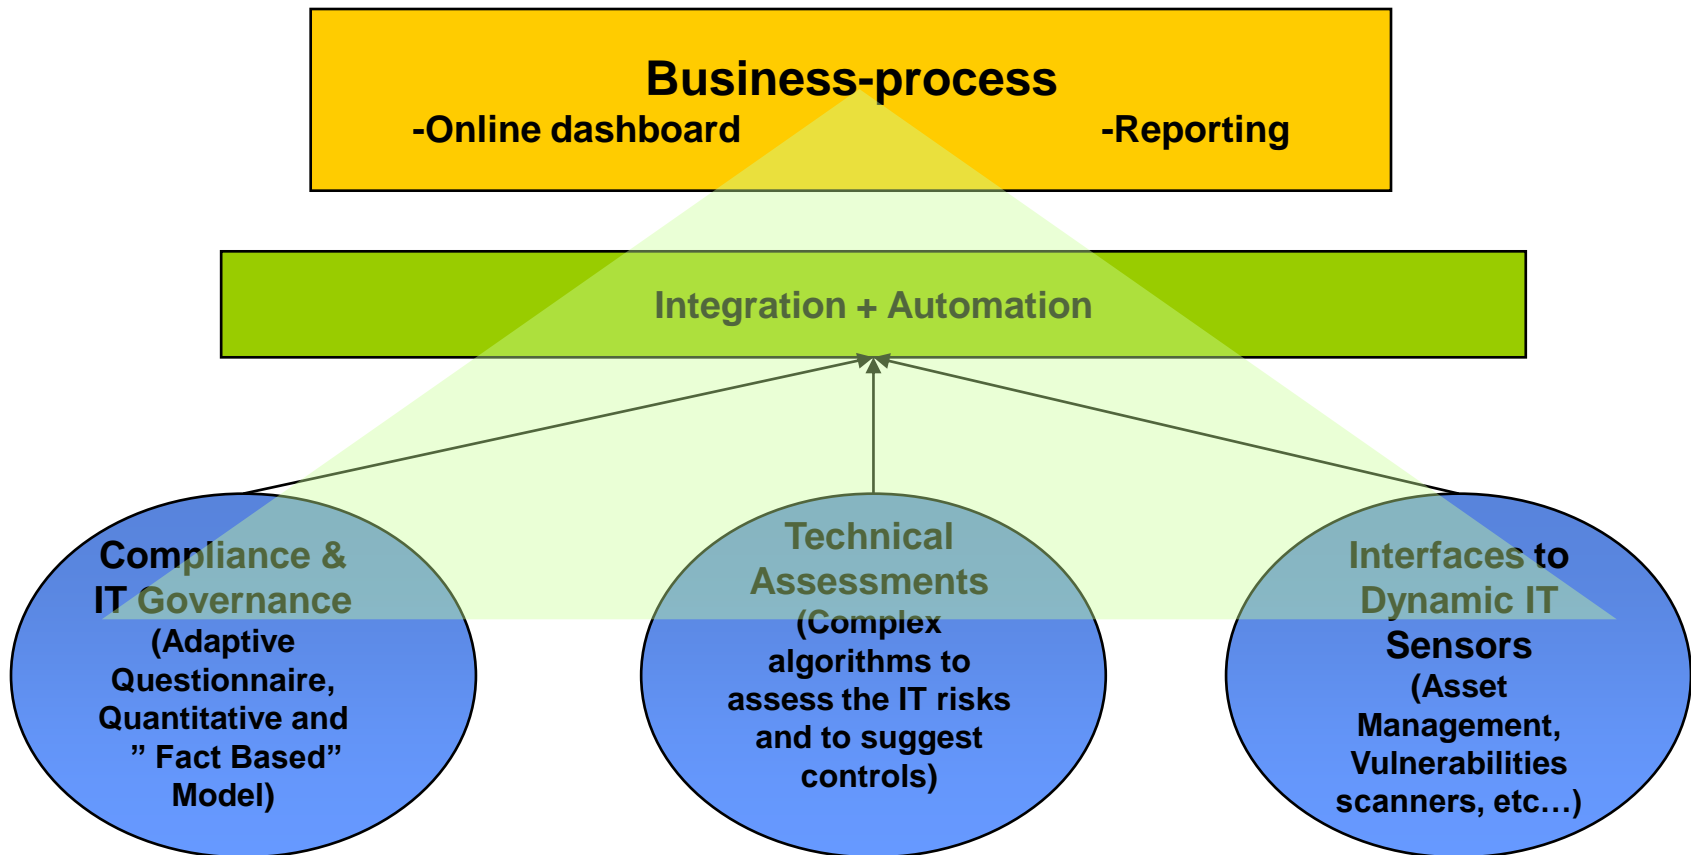 Business-process
-Online dashboard -Reporting
Integration + Automation
Compliance &
IT Governance
(Adaptive
Questionnaire,
Quantitative and
” Fact Based”
Model)
Technical
Assessments
(Complex
algorithms to
assess the IT risks
and to suggest
controls)
Interfaces to
Dynamic IT
Sensors
(Asset
Management,
Vulnerabilities
scanners, etc…)